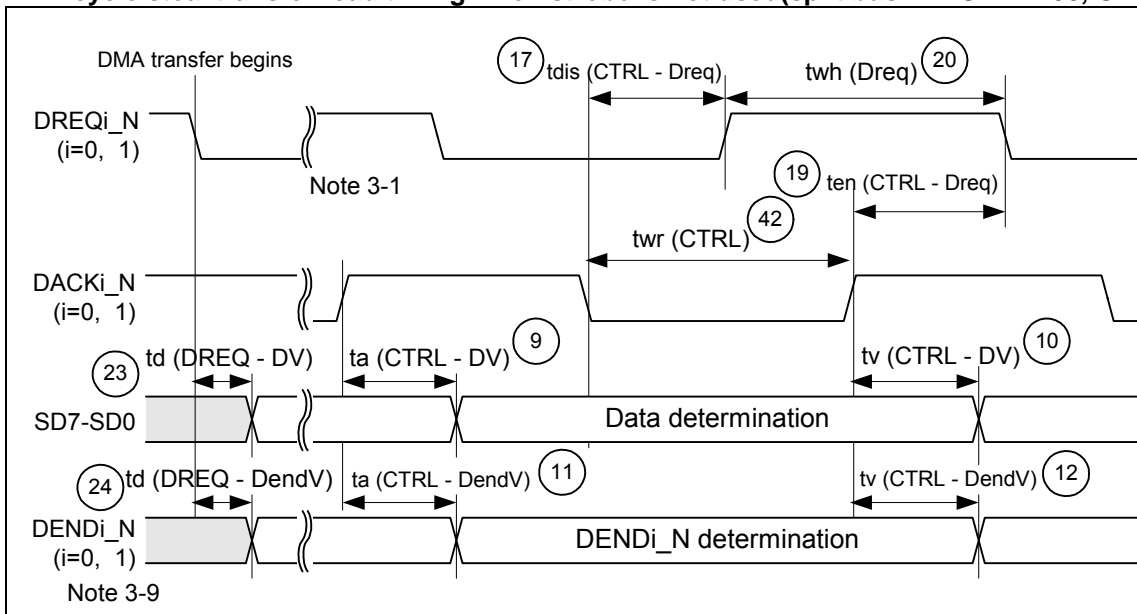 DMA transfer begins
17 tdis (CTRL - Dreq)
twh (Dreq) 20
DREQi_N
(i=0, 1)
Note 3-1
19 ten (CTRL - Dreq)
twr (CTRL) 42
DACKi_N
(i=0, 1)
23 td (DREQ - DV)
ta (CTRL - DV) 9
tv (CTRL - DV) 10
SD7-SD0
Data determination
24 td (DREQ - DendV)
ta (CTRL - DendV) 11
tv (CTRL - DendV) 12
DENDi_N
(i=0, 1)
DENDi_N determination
Note 3-9